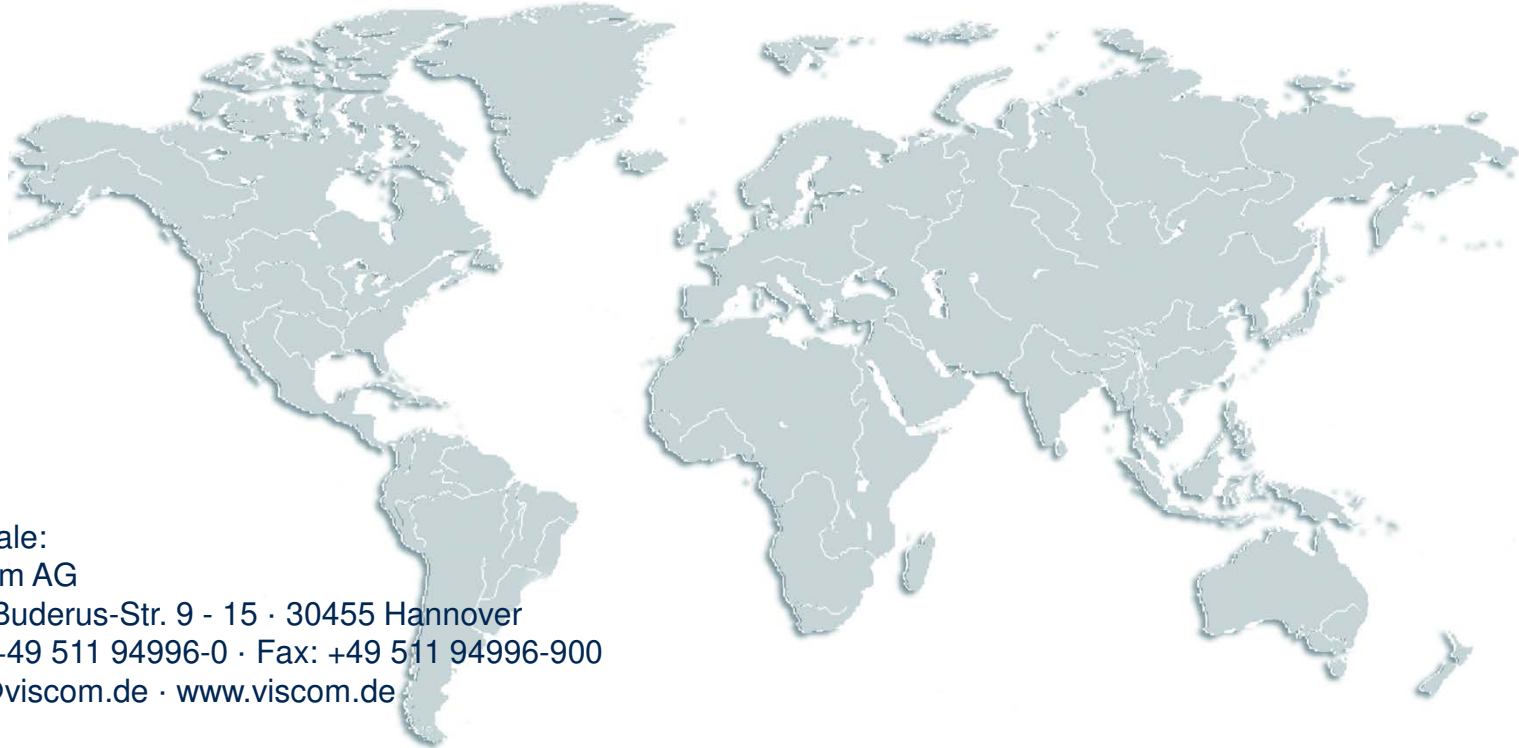 ale:
m AG
Buderus-Str. 9 - 15 · 30455 Hannover
-49 511 94996-0 · Fax: +49 511 94996-900
@viscom.de · www.viscom.de